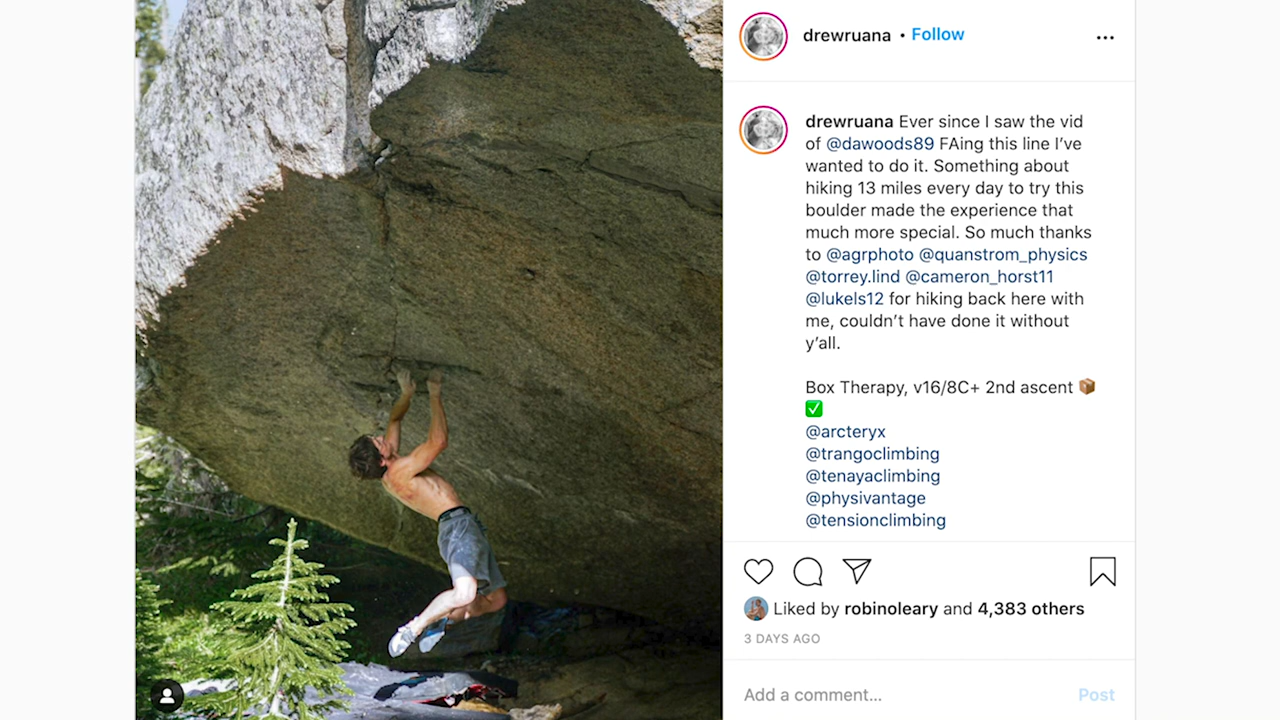 drewruana • Follow
drewruana Ever since I saw the vid
of @dawoods89 FAing this line I’ve
wanted to do it. Something about
hiking 13 miles every day to try this
boulder made the experience that
much more special. So much thanks
to @agrphoto @quanstrom_physics
@torrey.lind @cameron_horst11
@lukels12 for hiking back here with
me, couldn’t have done it without
y’all.
Box Therapy, v16/8C+ 2nd ascent 📦
✅
@arcteryx
@trangoclimbing
@tenayaclimbing
@physivantage
@tensionclimbing
Liked by robinoleary and 4,383 others
3 DAYS AGO
Add a comment... Post